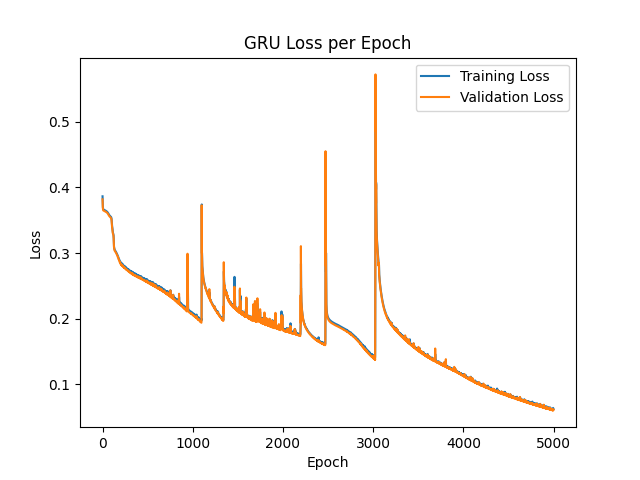 GRU Loss per Epoch
Training Loss
Validation Loss
Loss
0.5
0.4
0.3
0.2
0.1
0 1000 2000 3000 4000 5000
Epoch